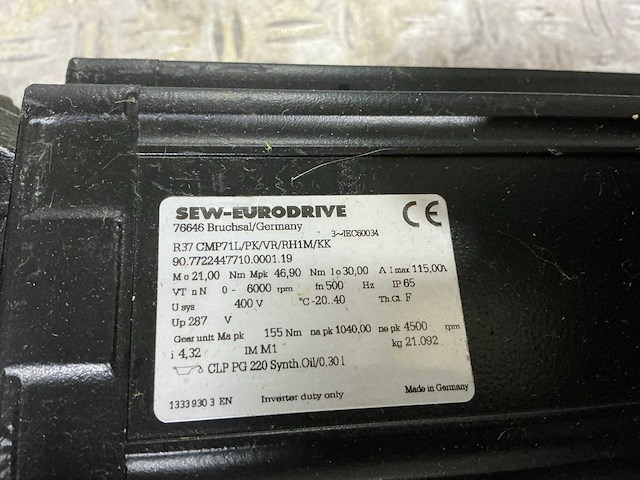 SEW-EURODRIVE CE
76646 Bruchsal/Germany 3~IEC60034
R37 CMP71L/PK/VR/RH1M/KK
90.7722447710.0001.19
Mo 21,00 Nm Mpk 46,90 Nm Io 30,00 A Imax 115,00A
VT nN 0- 6000 rpm fn 500 Hz IP 65
U sys 400 V °C -20..40 Th.Cl. F
Up 287 V
Gear unit Ma pk 155 Nm na pk 1040,00 ne pk 4500 rpm
i 4,32 IM M1 kg 21.092
CLP PG 220 Synth.Oil/0,30 l
1333 930 3 EN Inverter duty only Made in Germany